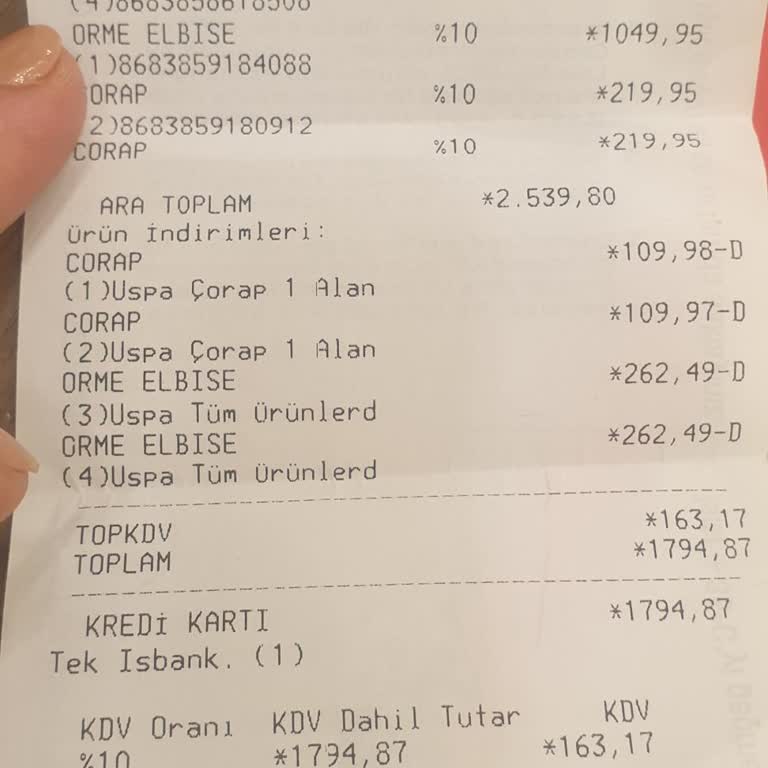 (4)8683858618508
ORME ELBISE %10 *1049,95
(1)8683859184088
ORAP %10 *219,95
2)8683859180912
CORAP %10 *219,95
ARA TOPLAM *2.539,80
Ürün İndirimleri:
CORAP *109,98-D
(1)Uspa Çorap 1 Alan
CORAP *109,97-D
(2)Uspa Çorap 1 Alan
ORME ELBISE *262,49-D
(3)Uspa Tüm Ürünlerd
ORME ELBISE *262,49-D
(4)Uspa Tüm Ürünlerd
TOPKDV *163,17
TOPLAM *1794,87
KREDİ KARTI *1794,87
Tek Isbank. (1)
KDV Oranı KDV Dahil Tutar KDV
%10 *1794,87 *163,17